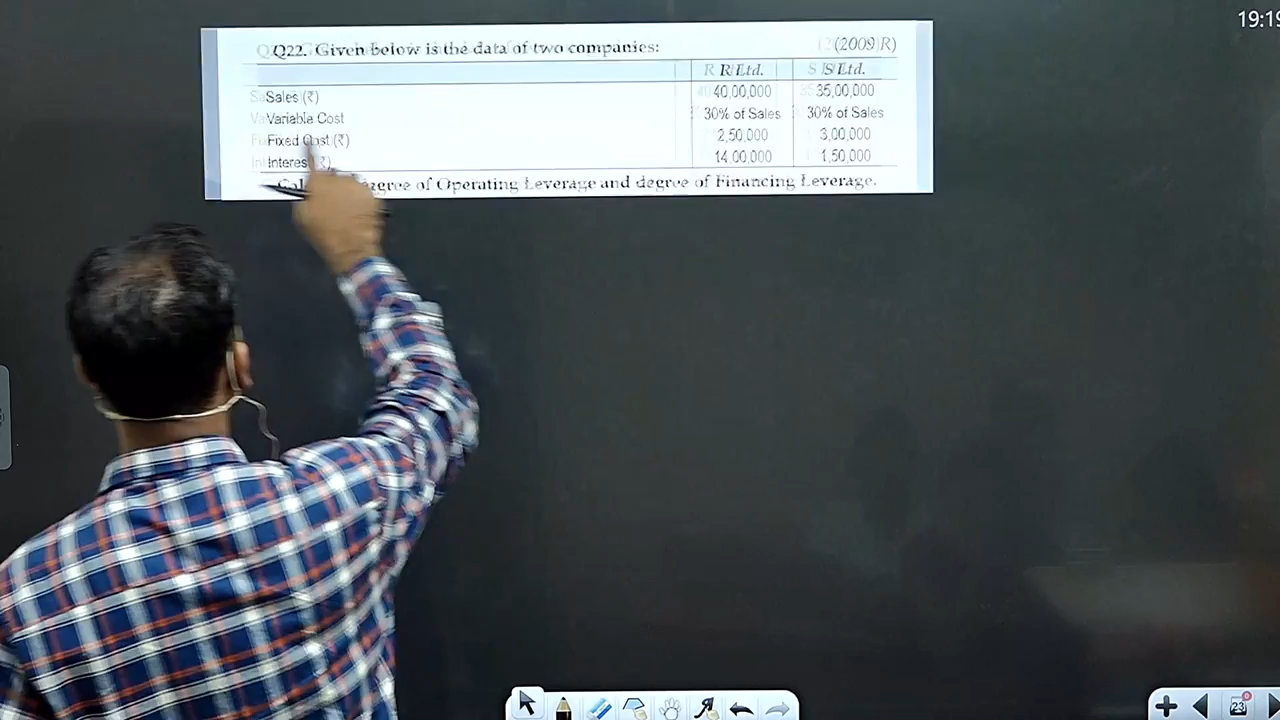 19:19
Q22. Given below is the data of two companies: (2009 R)
R Ltd. S Ltd.
Sales (₹) 40,00,000 35,00,000
Variable Cost 30% of Sales 30% of Sales
Fixed Cost (₹) 2,50,000 3,00,000
Interest (₹) 14,00,000 1,50,000
degree of Operating Leverage and degree of Financing Leverage.
23